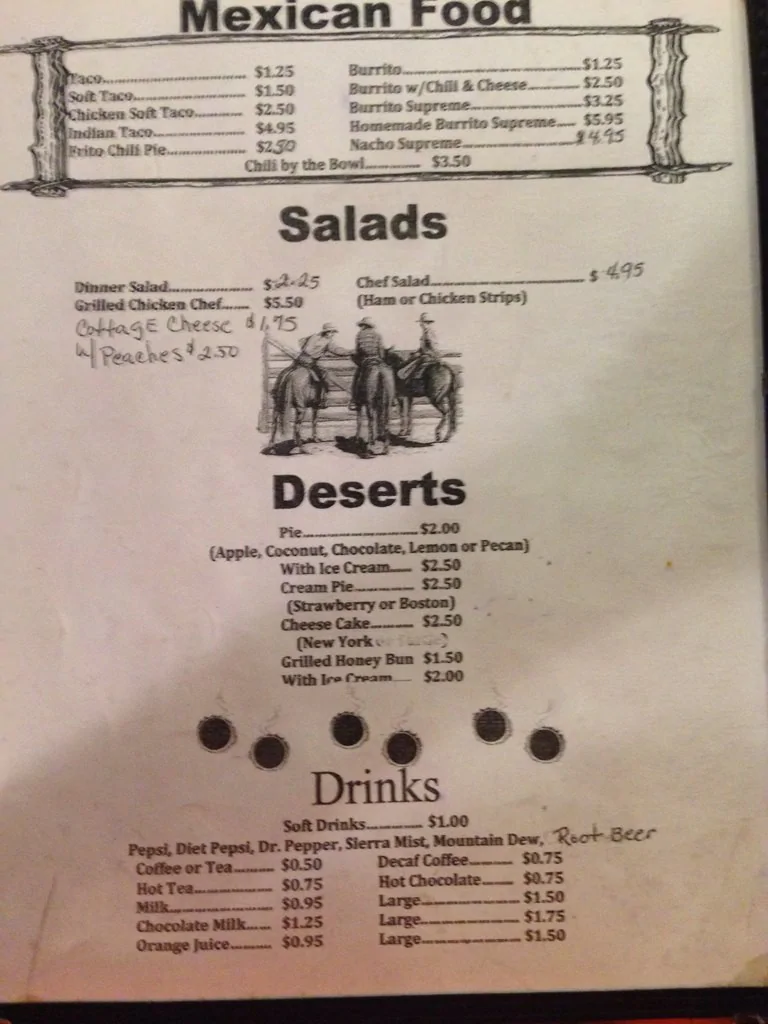 Mexican Food
Taco........................ $1.25 Burrito.............................. $1.25
Soft Taco................... $1.50 Burrito w/Chili & Cheese......... $2.50
Chicken Soft Taco......... $2.50 Burrito Supreme.................... $3.25
Indian Taco................. $4.95 Homemade Burrito Supreme.... $5.95
Frito Chili Pie.............. $2.50 Nacho Supreme.................... $4.95
Chili by the Bowl............ $3.50
Salads
Dinner Salad.................. $2.25 Chef Salad............................... $4.95
Grilled Chicken Chef...... $5.50 (Ham or Chicken Strips)
Cottage Cheese $1.75
w/ Peaches $2.50
Deserts
Pie......................... $2.00
(Apple, Coconut, Chocolate, Lemon or Pecan)
With Ice Cream..... $2.50
Cream Pie............. $2.50
(Strawberry or Boston)
Cheese Cake......... $2.50
(New York or )
Grilled Honey Bun $1.50
With Ice Cream..... $2.00
Drinks
Soft Drinks................ $1.00
Pepsi, Diet Pepsi, Dr. Pepper, Sierra Mist, Mountain Dew, Root Beer
Coffee or Tea......... $0.50 Decaf Coffee.......... $0.75
Hot Tea................. $0.75 Hot Chocolate....... $0.75
Milk...................... $0.95 Large...................... $1.50
Chocolate Milk...... $1.25 Large...................... $1.75
Orange Juice.......... $0.95 Large...................... $1.50